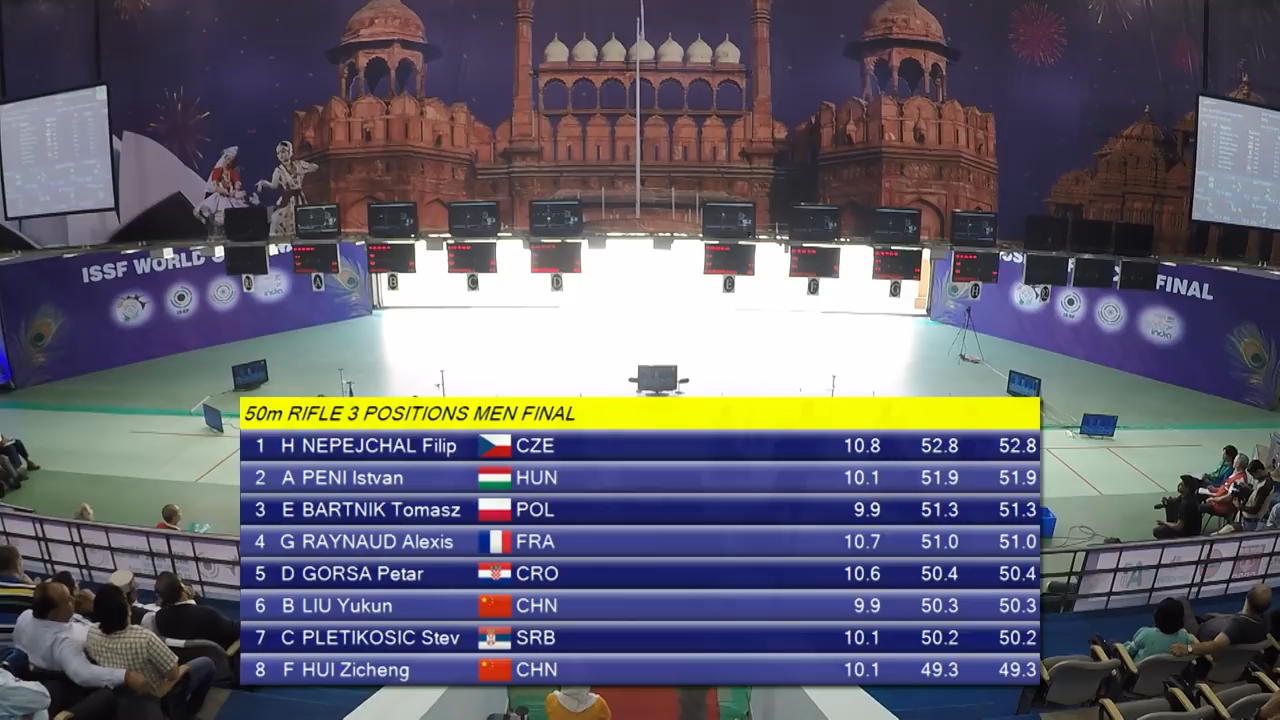 ISSF WORLD
FINAL
A
B
C
D
E
F
G
H
50m RIFLE 3 POSITIONS MEN FINAL
1 H NEPEJCHAL Filip CZE 10.8 52.8 52.8
2 A PENI Istvan HUN 10.1 51.9 51.9
3 E BARTNIK Tomasz POL 9.9 51.3 51.3
4 G RAYNAUD Alexis FRA 10.7 51.0 51.0
5 D GORSA Petar CRO 10.6 50.4 50.4
6 B LIU Yukun CHN 9.9 50.3 50.3
7 C PLETIKOSIC Stev SRB 10.1 50.2 50.2
8 F HUI Zicheng CHN 10.1 49.3 49.3